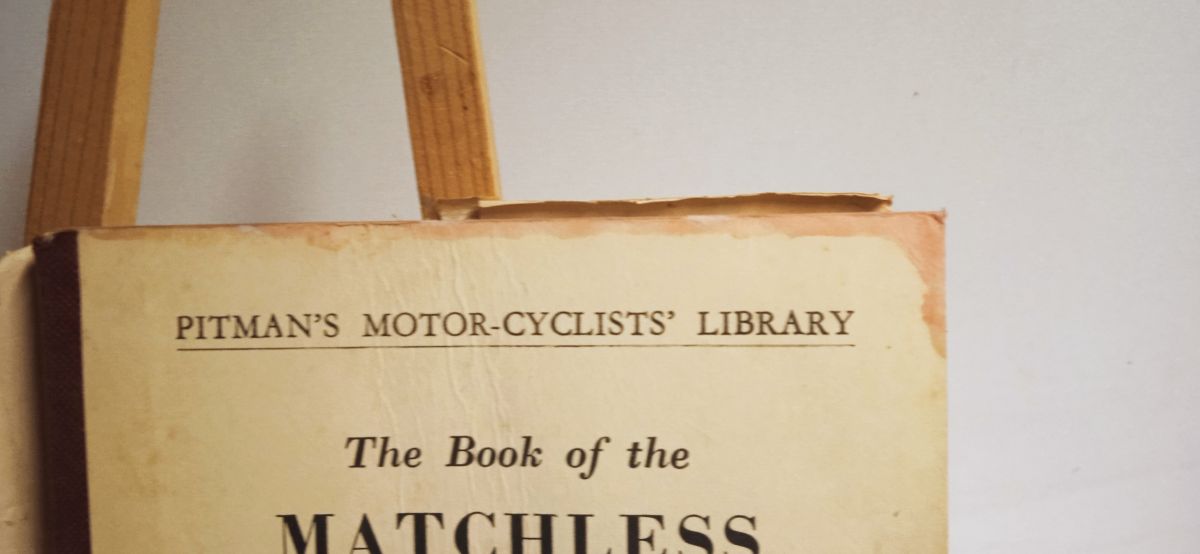 PITMAN'S MOTOR-CYCLISTS' LIBRARY
The Book of the
MATCHLESS